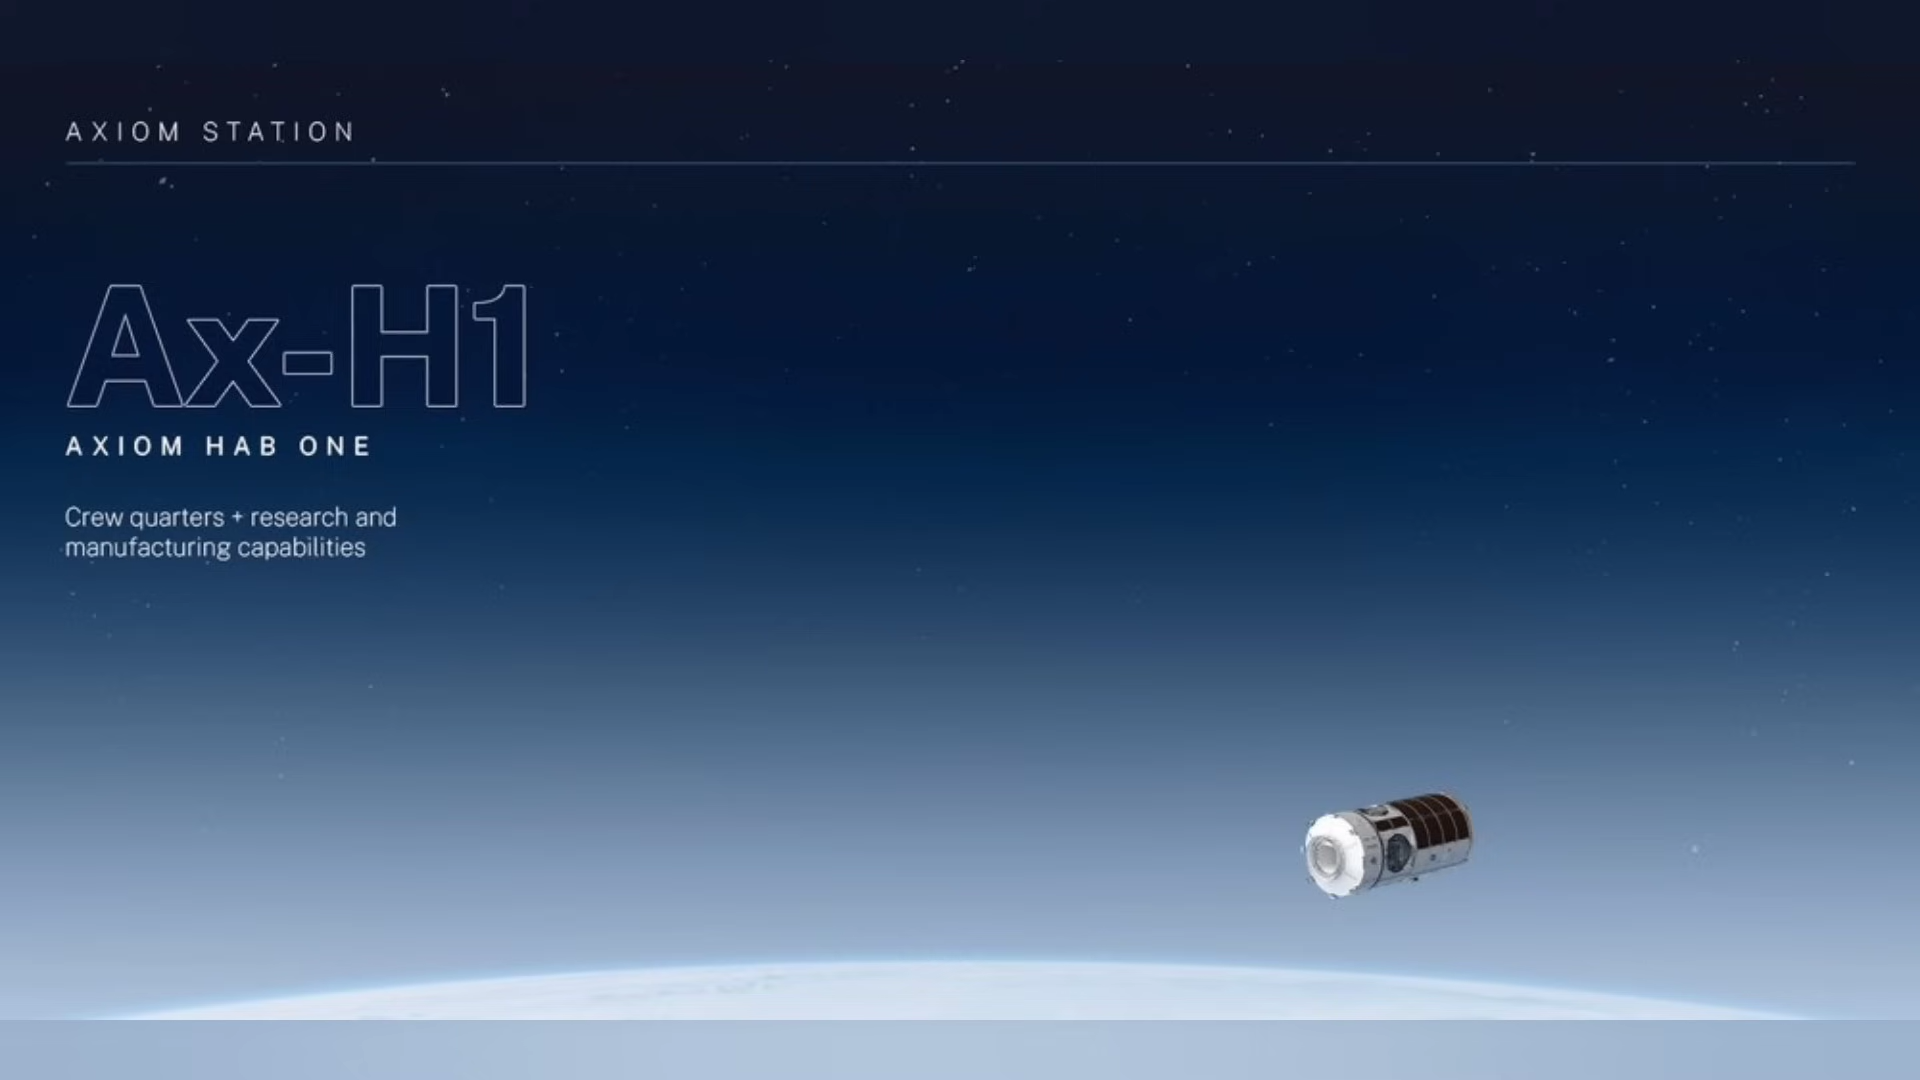 AXIOM STATION
Ax-H1
AXIOM HAB ONE
Crew quarters + research and
manufacturing capabilities